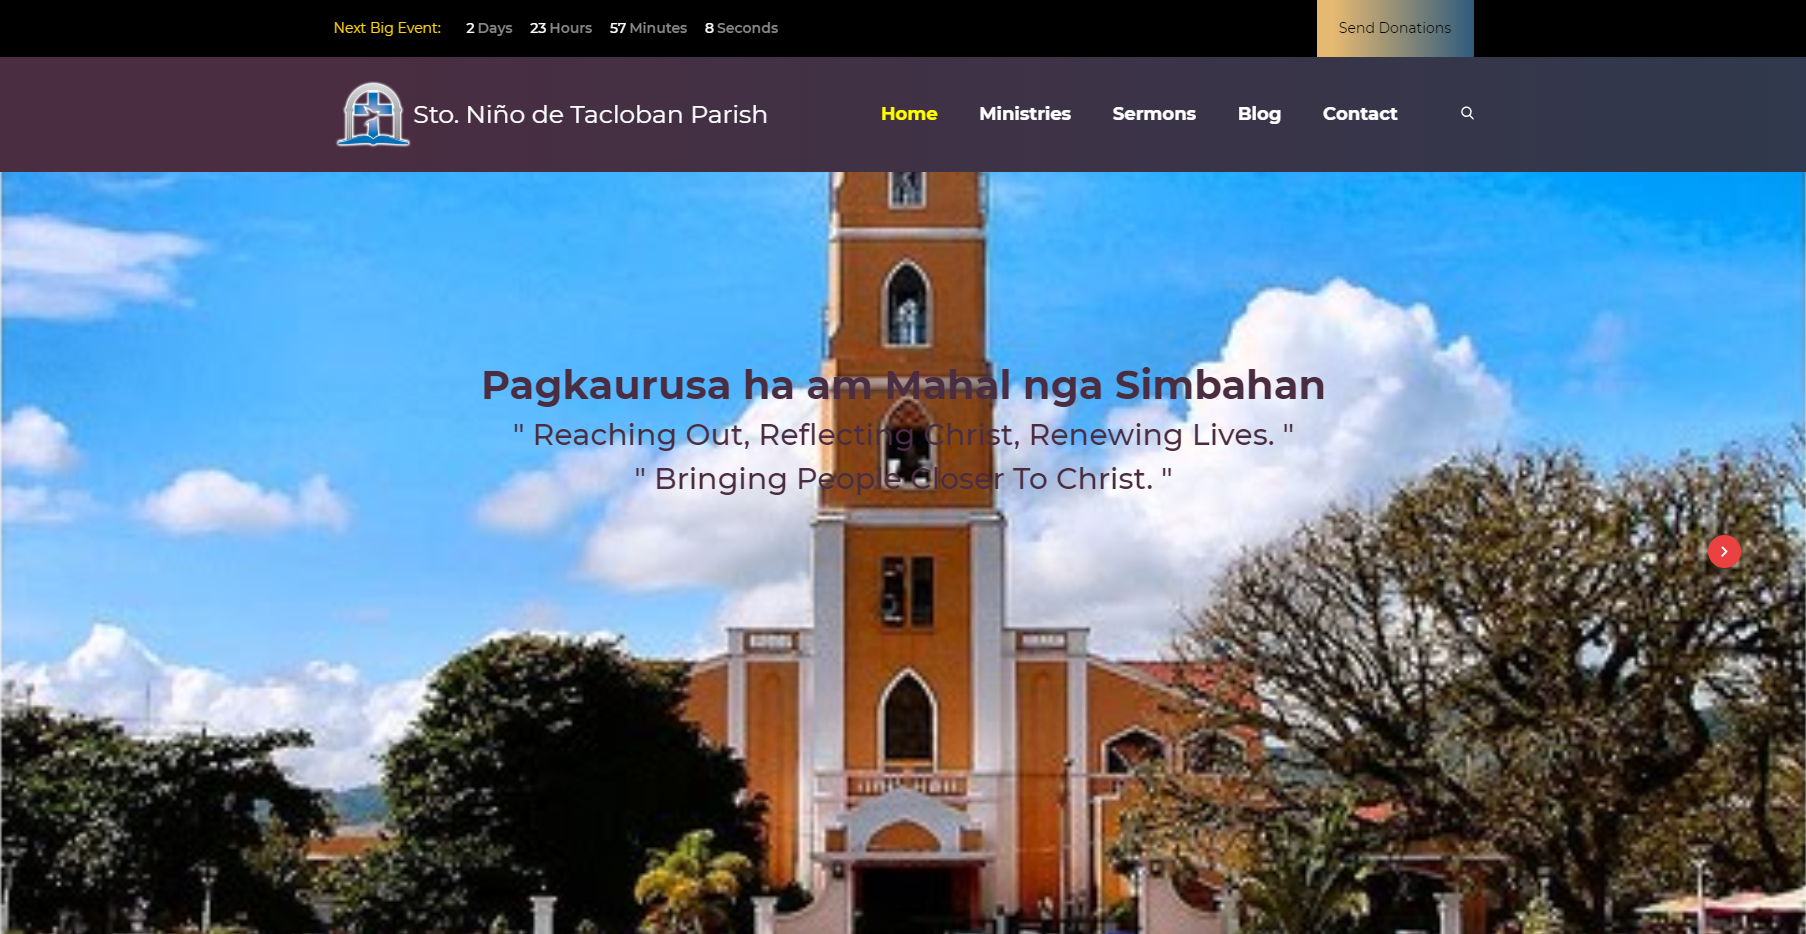 Next Big Event: 2 Days 23 Hours 57 Minutes 8 Seconds
Send Donations
Sto. Niño de Tacloban Parish
Home Ministries Sermons Blog Contact
Pagkaurusa ha am Mahal nga Simbahan
" Reaching Out, Reflecting Christ, Renewing Lives. "
" Bringing People Closer To Christ. "